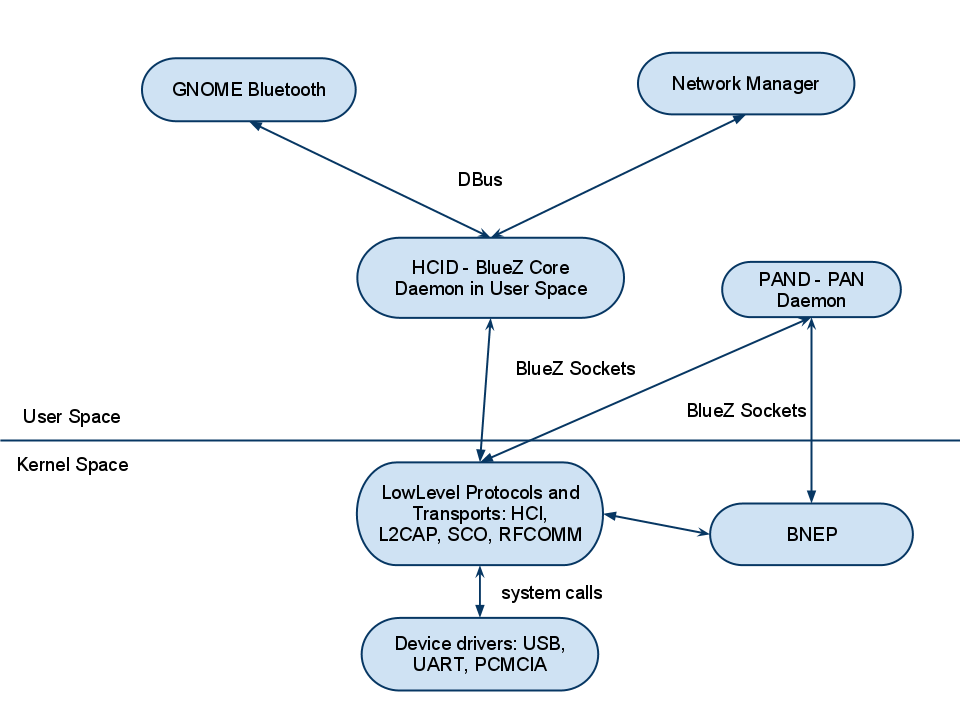 GNOME Bluetooth
Network Manager
DBus
HCID - BlueZ Core
Daemon in User Space
PAND - PAN
Daemon
BlueZ Sockets
BlueZ Sockets
User Space
Kernel Space
LowLevel Protocols and
Transports: HCI,
L2CAP, SCO, RFCOMM
BNEP
system calls
Device drivers: USB,
UART, PCMCIA